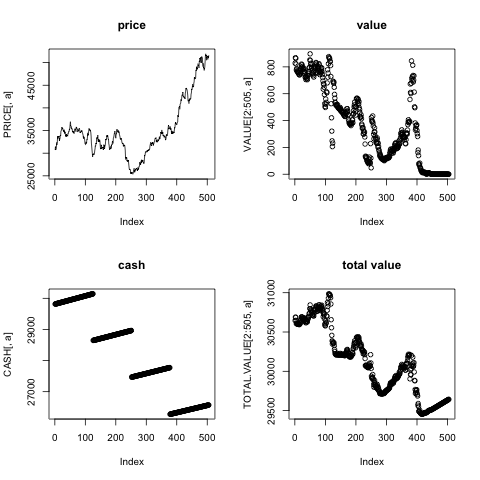 price
PRICE[, a]
25000 35000 45000
0 100 200 300 400 500
Index
value
VALUE[2:505, a]
0 200 400 600 800
0 100 200 300 400 500
Index
cash
CASH[, a]
27000 29000
0 100 200 300 400 500
Index
total value
TOTAL.VALUE[2:505, a]
29500 30000 30500 31000
0 100 200 300 400 500
Index